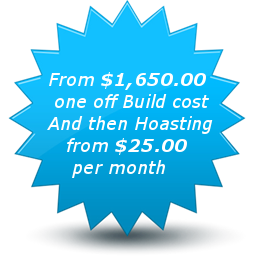 From $1,650.00
one off Build cost
And then Hoasting
from $25.00
per month